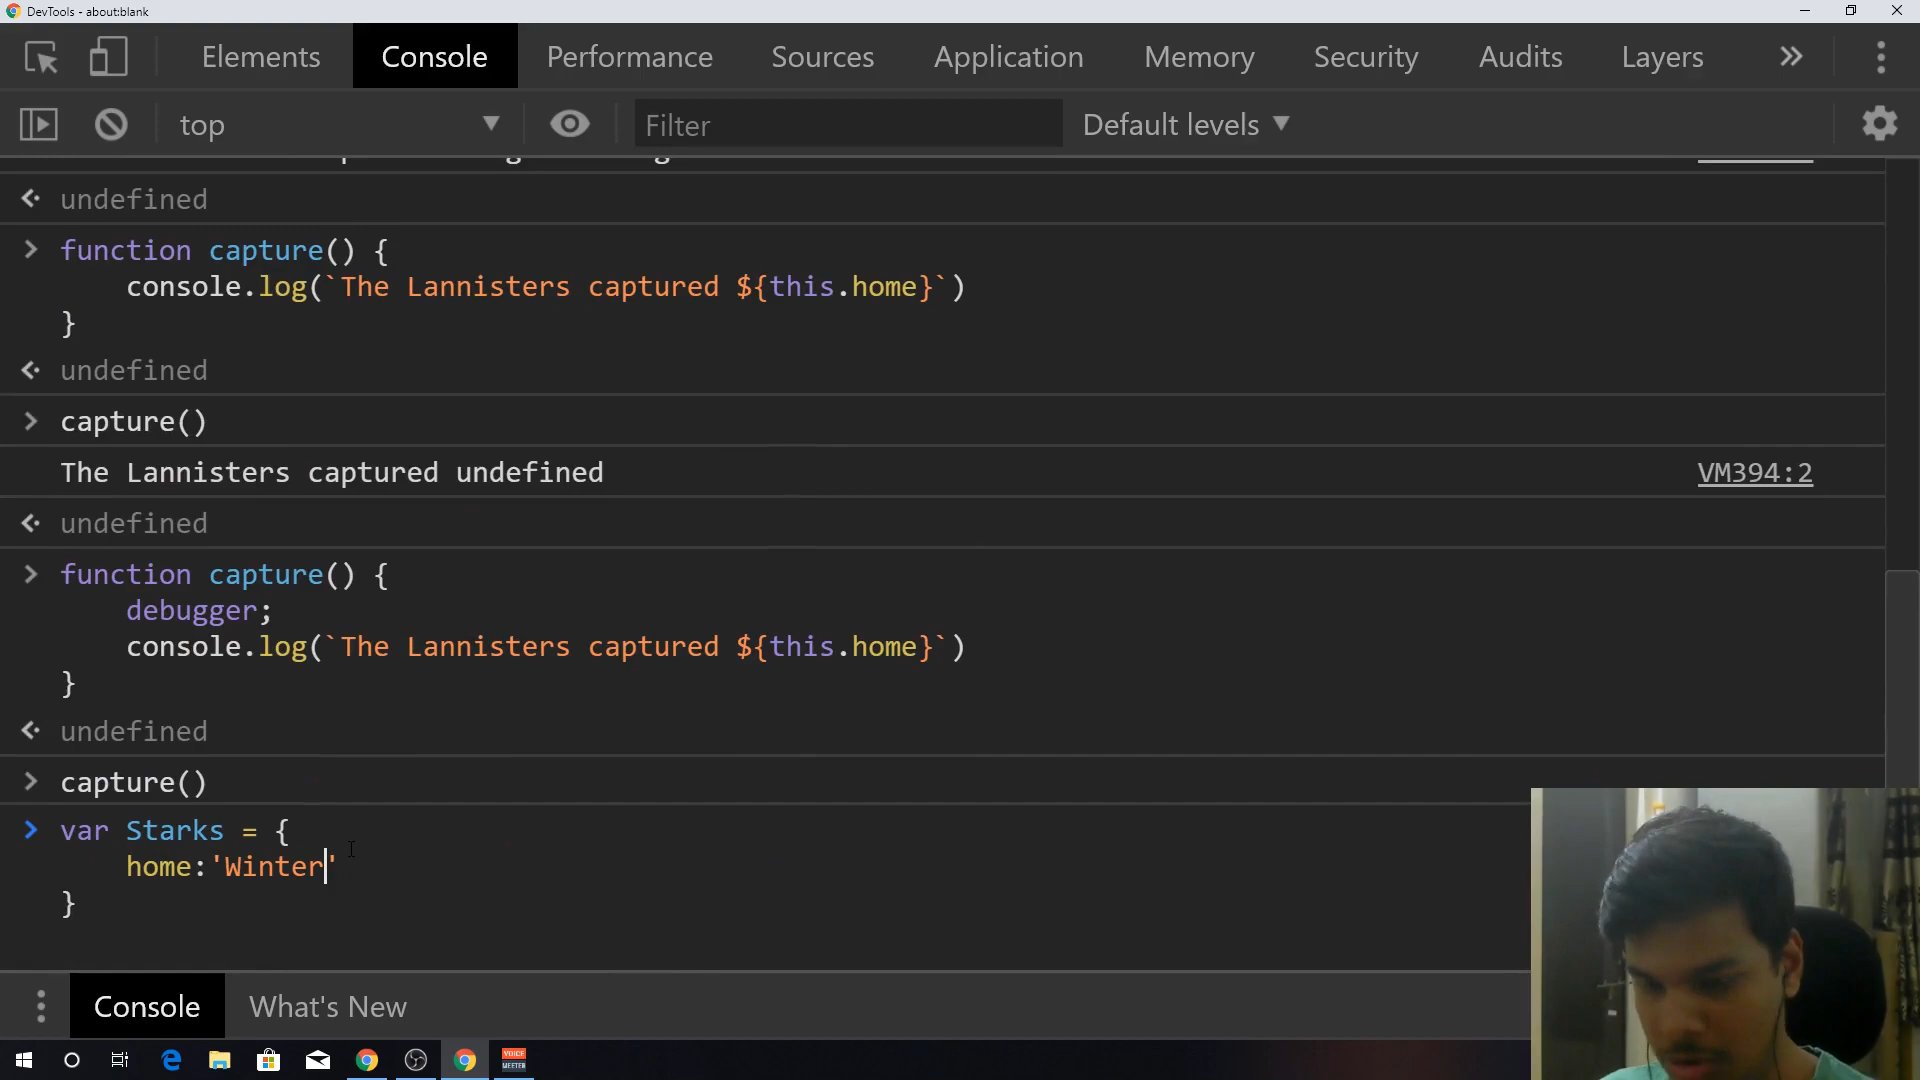 DevTools - about:blank
Elements Console Performance Sources Application Memory Security Audits Layers
top Filter Default levels
undefined
function capture() {
console.log(`The Lannisters captured ${this.home}`)
}
undefined
capture()
The Lannisters captured undefined VM394:2
undefined
function capture() {
debugger;
console.log(`The Lannisters captured ${this.home}`)
}
undefined
capture()
var Starks = {
home:'Winter'
}
Console What's New
VOICE
MEETER